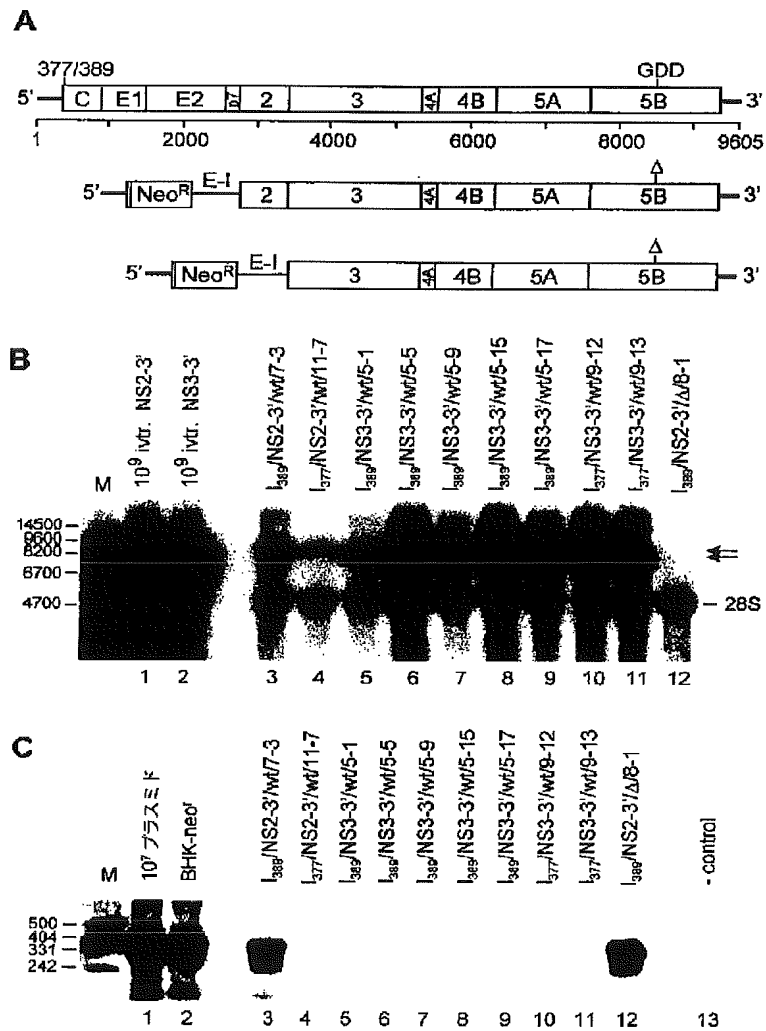 A
377/389 GDD
5' C E1 E2 p7 2 3 4A 4B 5A 5B 3'
1 2000 4000 6000 8000 9605
Δ
5' Neo^R E-I 2 3 4A 4B 5A 5B 3'
Δ
5' Neo^R E-I 3 4A 4B 5A 5B 3'
B
M
10⁹ ivtr. NS2-3'
10⁹ ivtr. NS3-3'
I₃₈₉/NS2-3'/wt/7-3
I₃₇₇/NS2-3'/wt/11-7
I₃₈₉/NS3-3'/wt/5-1
I₃₈₉/NS3-3'/wt/5-5
I₃₈₉/NS3-3'/wt/5-9
I₃₈₉/NS3-3'/wt/5-15
I₃₈₉/NS3-3'/wt/5-17
I₃₇₇/NS3-3'/wt/9-12
I₃₇₇/NS3-3'/wt/9-13
I₃₈₉/NS2-3'/Δ/8-1
14500
9600
8200
6700
4700
28S
1 2 3 4 5 6 7 8 9 10 11 12
C
M
10⁷ プラスミド
BHK-neoʳ
I₃₈₉/NS2-3'/wt/7-3
I₃₇₇/NS2-3'/wt/11-7
I₃₈₉/NS3-3'/wt/5-1
I₃₈₉/NS3-3'/wt/5-5
I₃₈₉/NS3-3'/wt/5-9
I₃₈₉/NS3-3'/wt/5-15
I₃₈₉/NS3-3'/wt/5-17
I₃₇₇/NS3-3'/wt/9-12
I₃₇₇/NS3-3'/wt/9-13
I₃₈₉/NS2-3'/Δ/8-1
- control
500
404
331
242
1 2 3 4 5 6 7 8 9 10 11 12 13